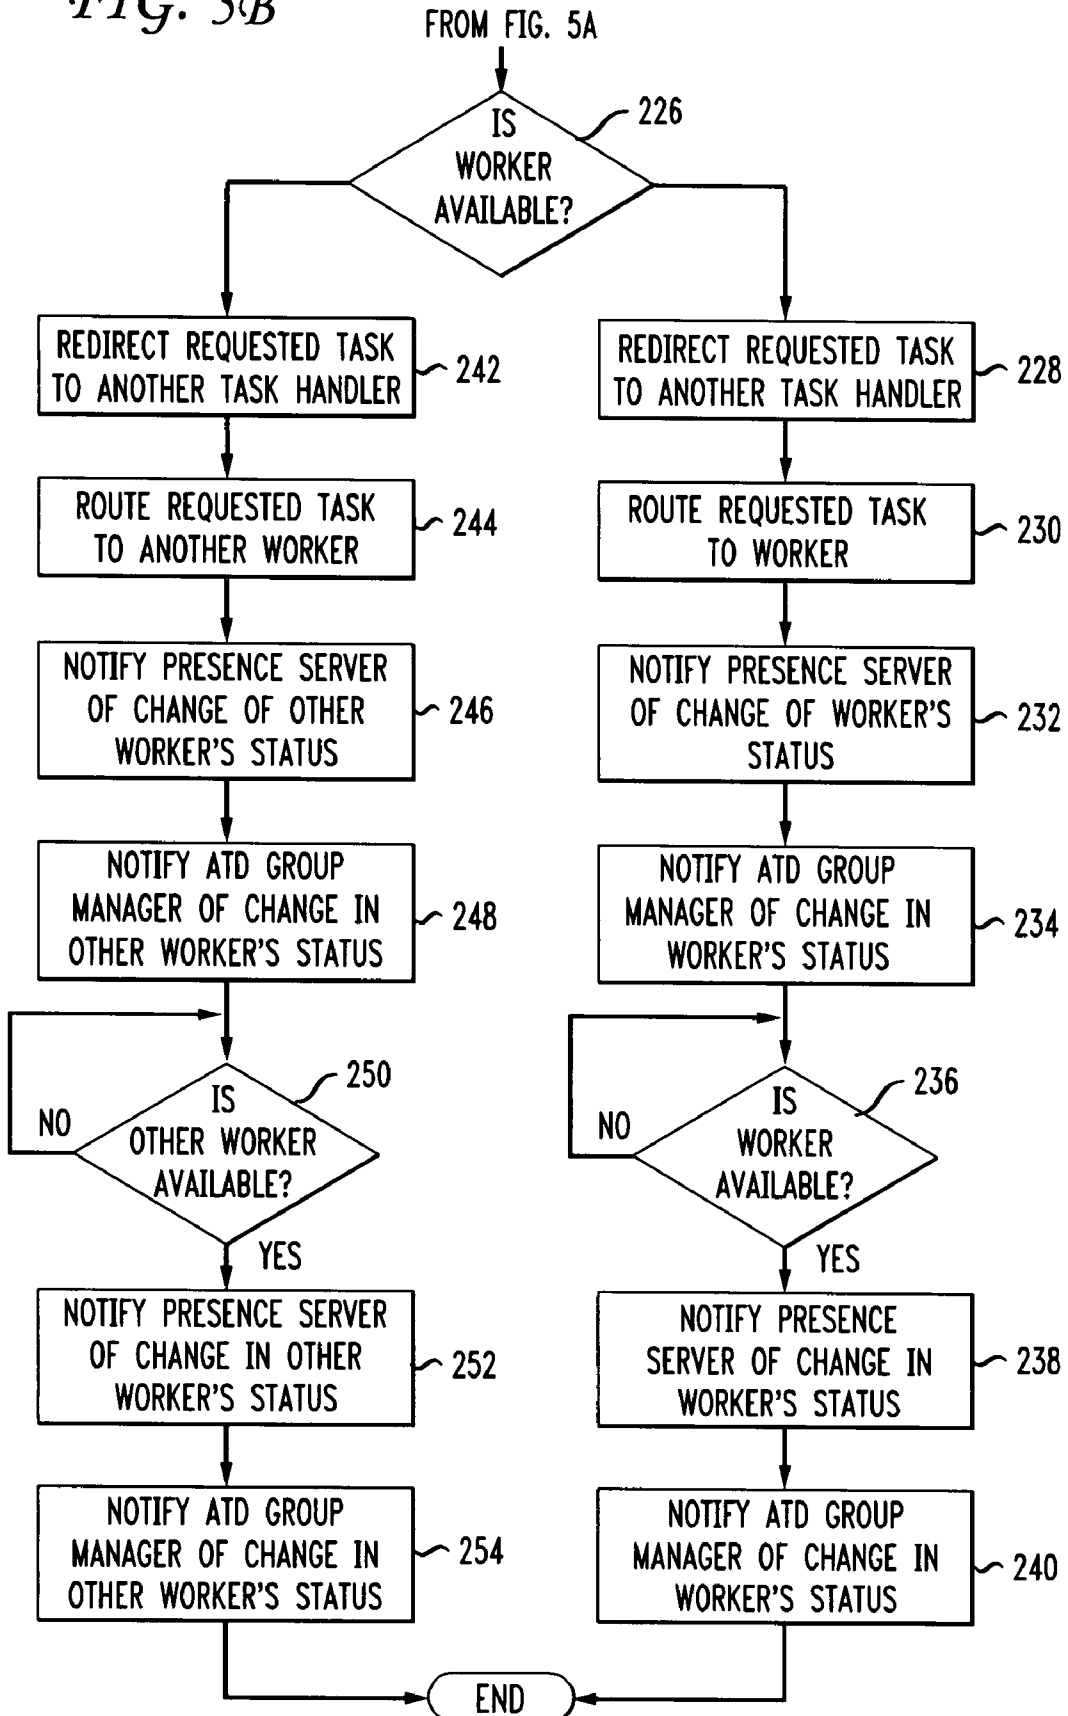 FIG. 5B
FROM FIG. 5A
IS
WORKER
AVAILABLE?
226
REDIRECT REQUESTED TASK
TO ANOTHER TASK HANDLER
242
ROUTE REQUESTED TASK
TO ANOTHER WORKER
244
NOTIFY PRESENCE SERVER
OF CHANGE OF OTHER
WORKER'S STATUS
246
NOTIFY ATD GROUP
MANAGER OF CHANGE IN
OTHER WORKER'S STATUS
248
IS
OTHER WORKER
AVAILABLE?
250
NO
YES
NOTIFY PRESENCE SERVER
OF CHANGE IN OTHER
WORKER'S STATUS
252
NOTIFY ATD GROUP
MANAGER OF CHANGE IN
OTHER WORKER'S STATUS
254
REDIRECT REQUESTED TASK
TO ANOTHER TASK HANDLER
228
ROUTE REQUESTED TASK
TO WORKER
230
NOTIFY PRESENCE SERVER
OF CHANGE OF WORKER'S
STATUS
232
NOTIFY ATD GROUP
MANAGER OF CHANGE IN
WORKER'S STATUS
234
IS
WORKER
AVAILABLE?
236
NO
YES
NOTIFY PRESENCE
SERVER OF CHANGE IN
WORKER'S STATUS
238
NOTIFY ATD GROUP
MANAGER OF CHANGE IN
WORKER'S STATUS
240
END